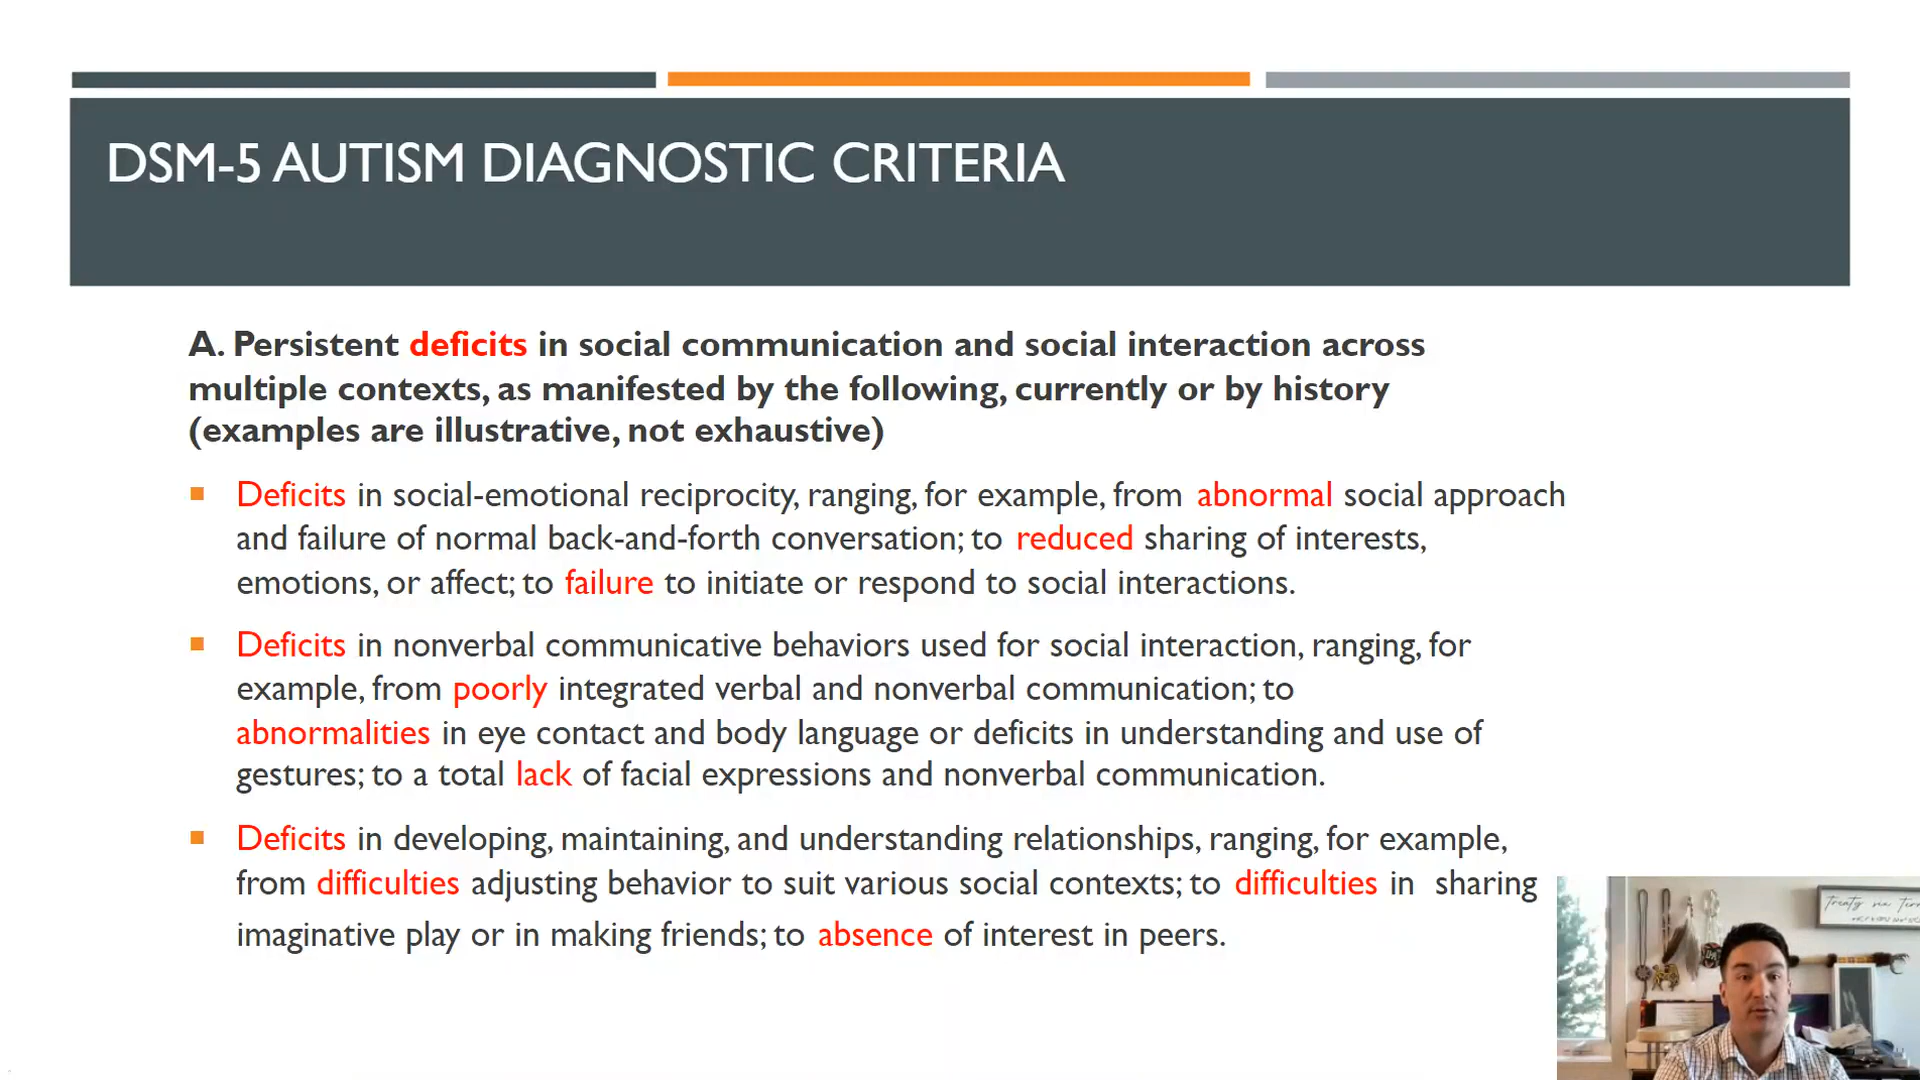 DSM-5 AUTISM DIAGNOSTIC CRITERIA
A. Persistent deficits in social communication and social interaction across
multiple contexts, as manifested by the following, currently or by history
(examples are illustrative, not exhaustive)
Deficits in social-emotional reciprocity, ranging, for example, from abnormal social approach
and failure of normal back-and-forth conversation; to reduced sharing of interests,
emotions, or affect; to failure to initiate or respond to social interactions.
Deficits in nonverbal communicative behaviors used for social interaction, ranging, for
example, from poorly integrated verbal and nonverbal communication; to
abnormalities in eye contact and body language or deficits in understanding and use of
gestures; to a total lack of facial expressions and nonverbal communication.
Deficits in developing, maintaining, and understanding relationships, ranging, for example,
from difficulties adjusting behavior to suit various social contexts; to difficulties in sharing
imaginative play or in making friends; to absence of interest in peers.
Treaty